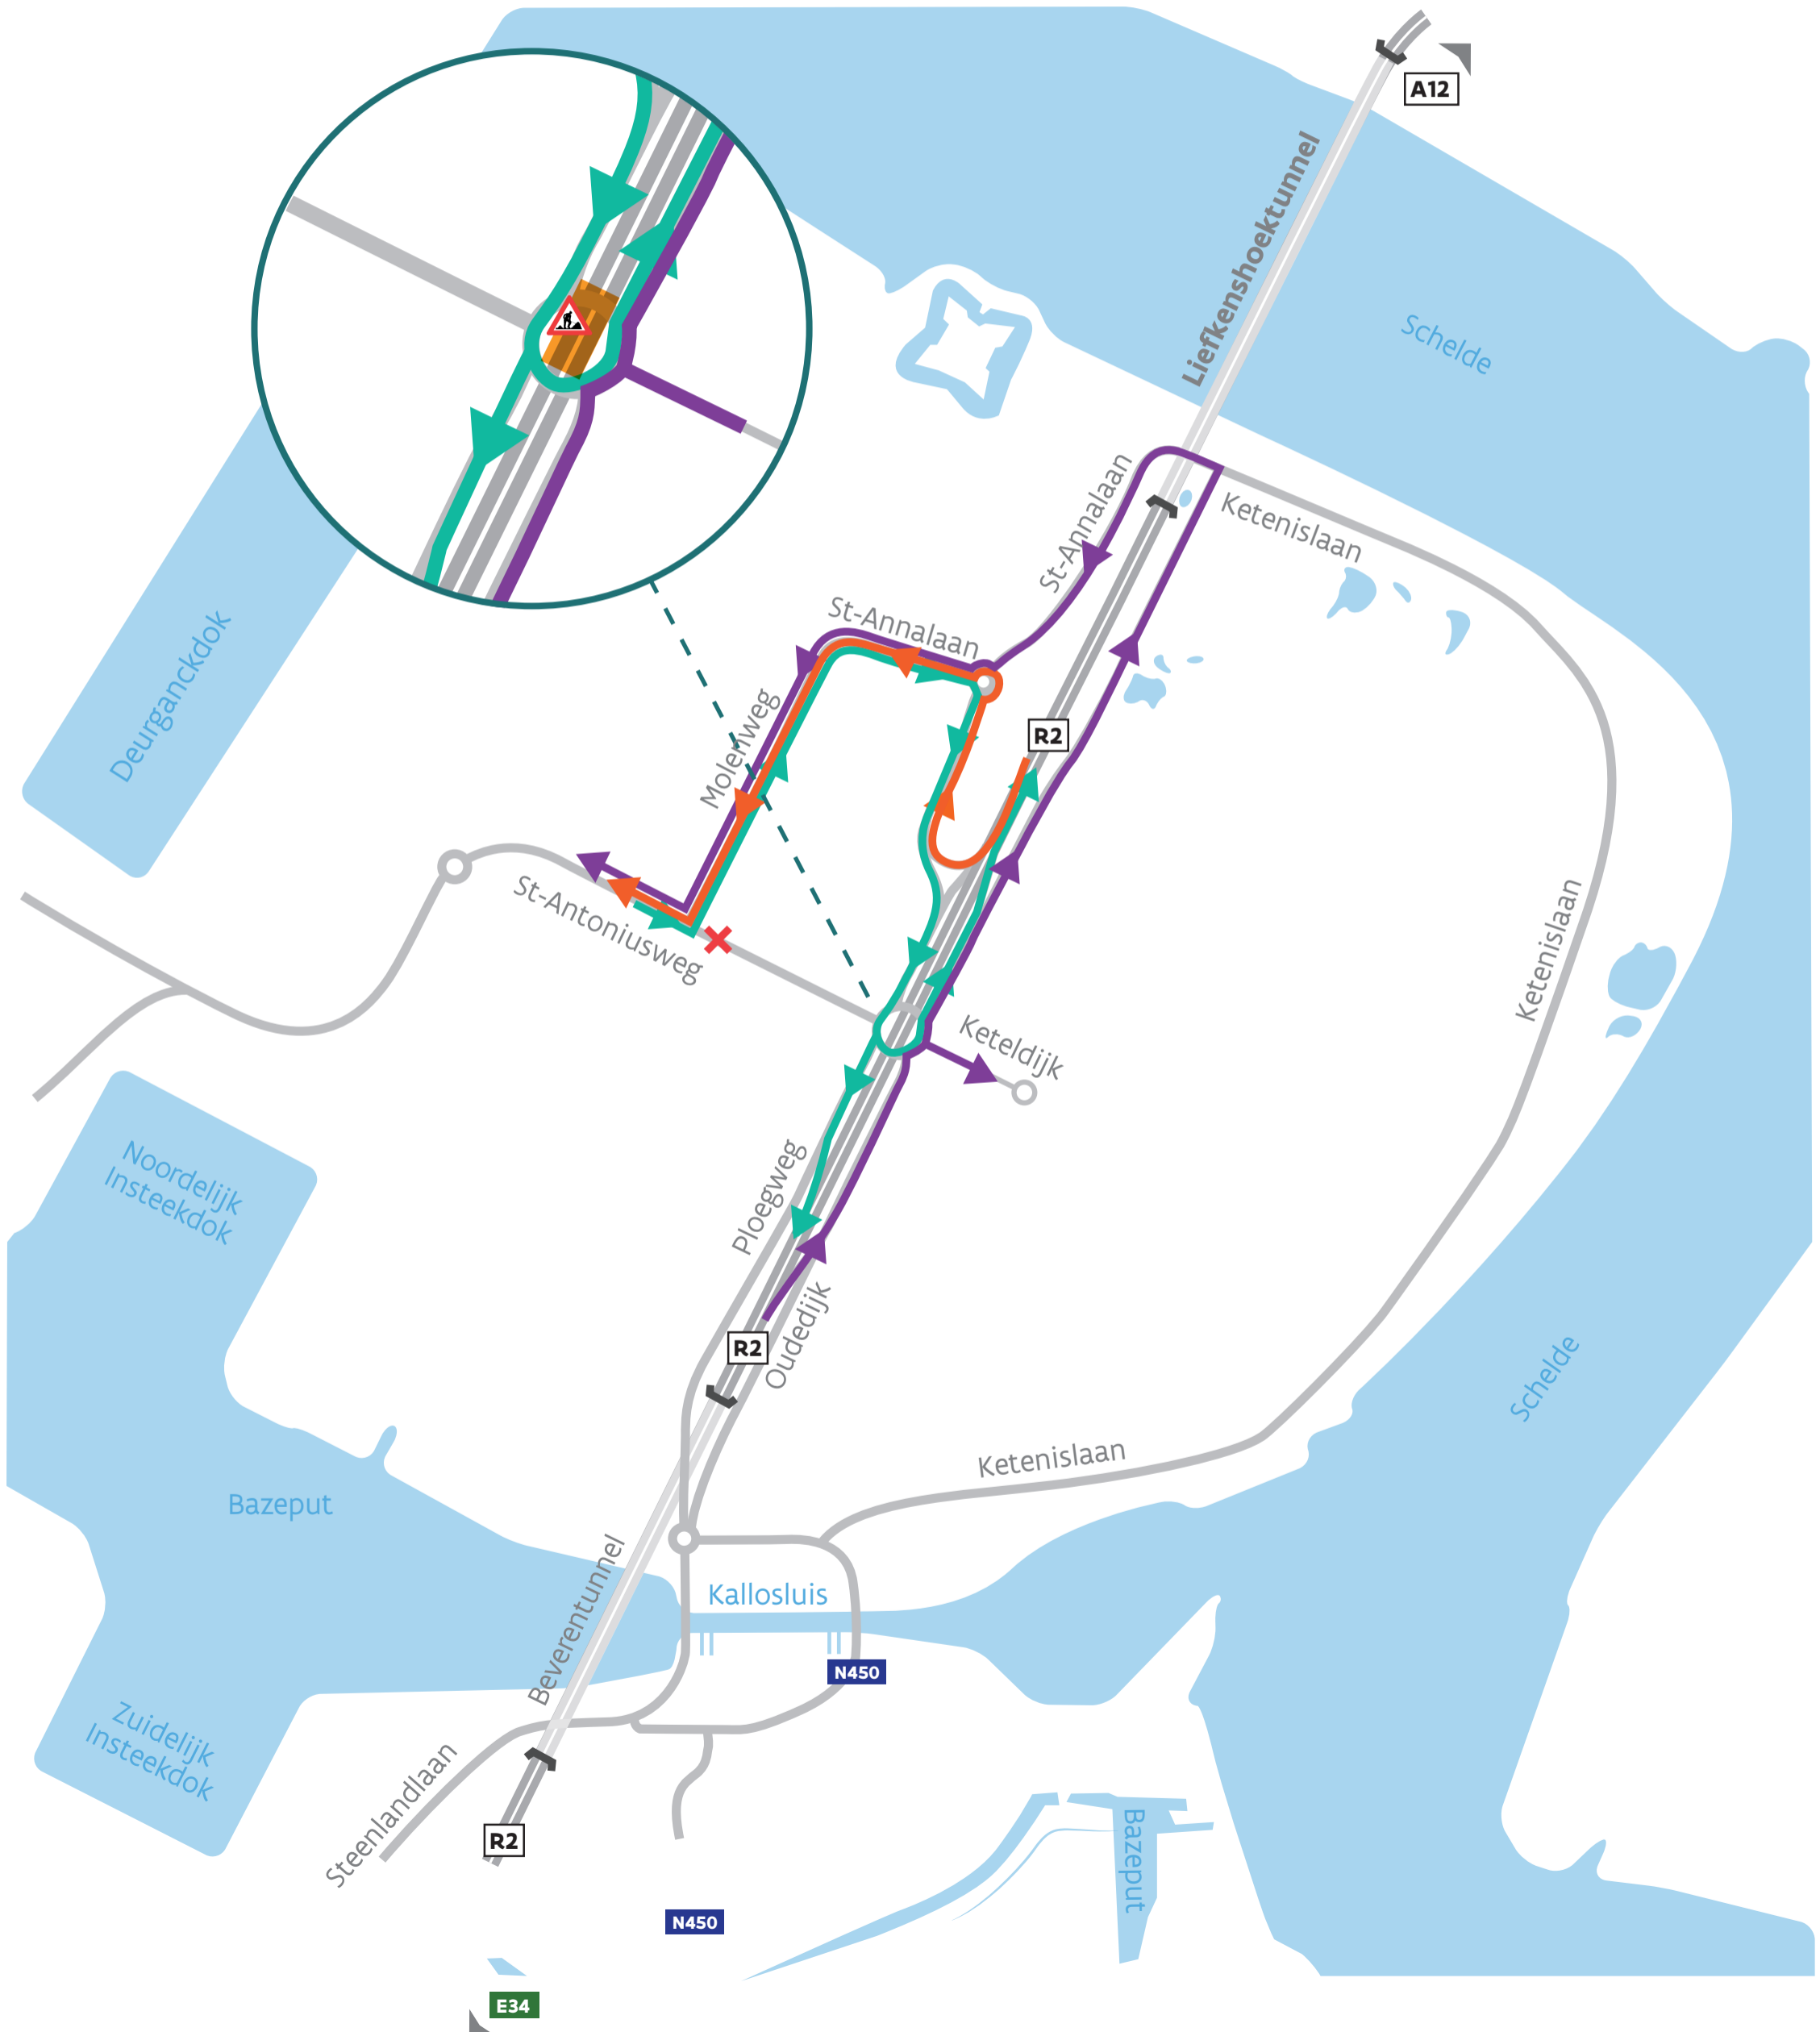 A12
Liefkenshoektunnel
Schelde
St-Annalaan
Ketenislaan
St-Annalaan
Deurganckdok
Molenweg
R2
St-Antoniusweg
Ketenislaan
Keteldijk
Noordelijk
Insteekdok
Ploegweg
Oudedijk
R2
Schelde
Ketenislaan
Bazeput
Kallosluis
Beverentunnel
N450
Zuidelijk
Insteekdok
Steenlandlaan
R2
Bazeput
N450
E34